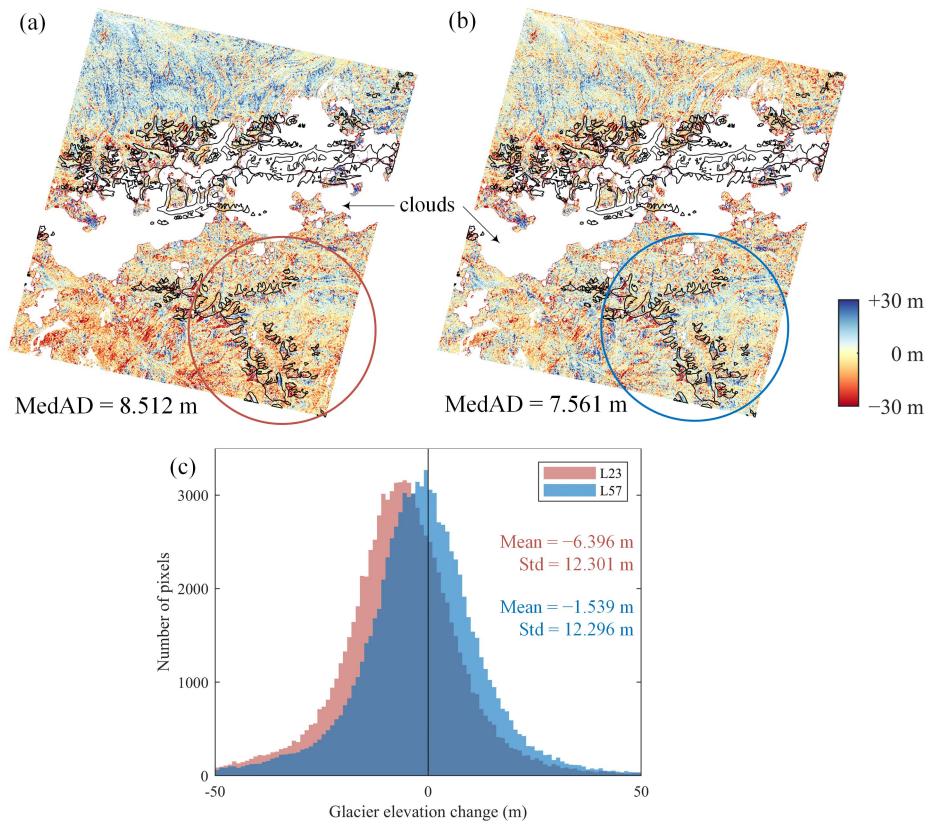 (a)
(b)
clouds
+30 m
0 m
−30 m
MedAD = 8.512 m
MedAD = 7.561 m
(c)
L23
L57
3000
2000
1000
0
Number of pixels
Mean = −6.396 m
Std = 12.301 m
Mean = −1.539 m
Std = 12.296 m
-50
0
50
Glacier elevation change (m)